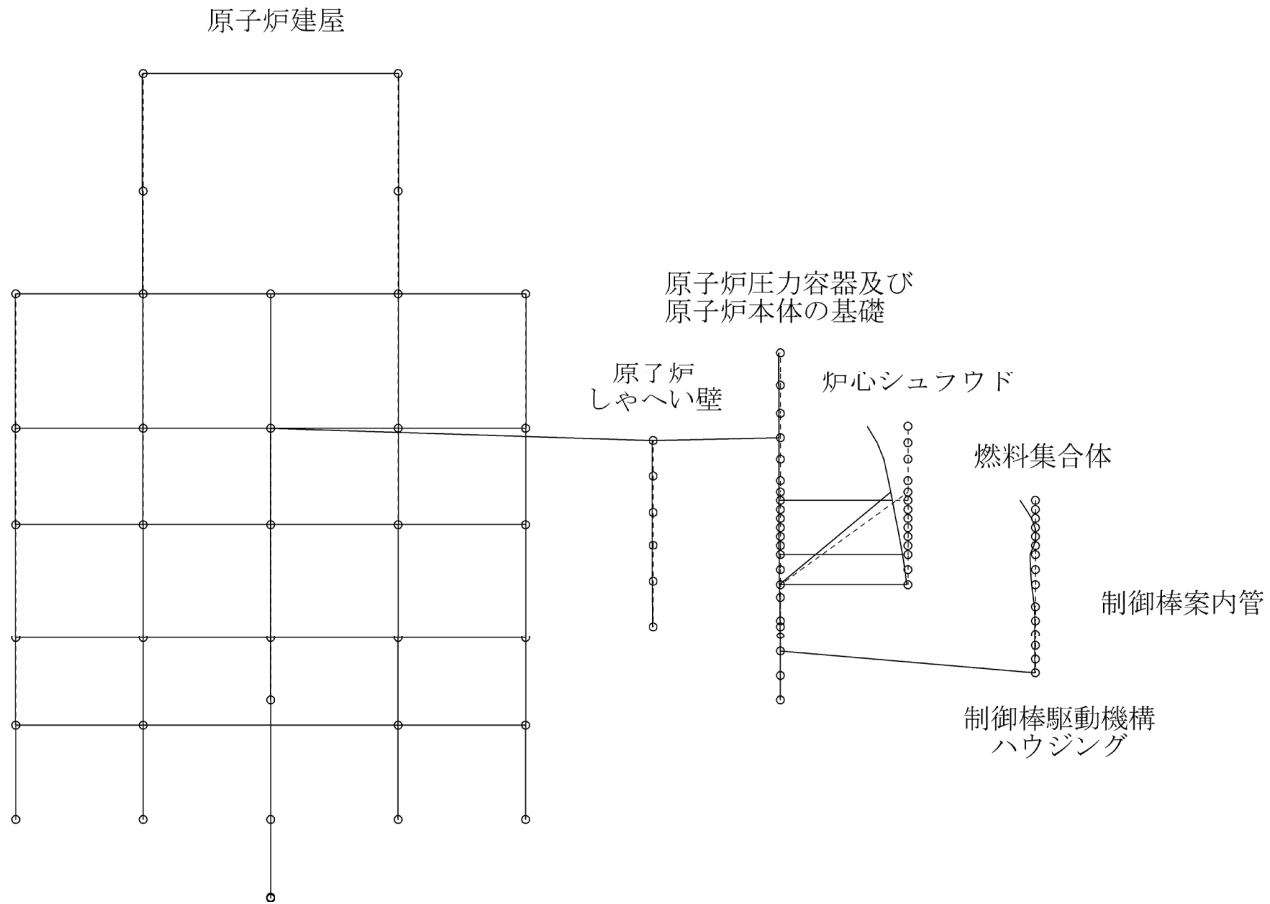 原子炉建屋
原子炉圧力容器及び
原子炉本体の基礎
原子炉
しゃへい壁
炉心シュラウド
燃料集合体
制御棒案内管
制御棒駆動機構
ハウジング